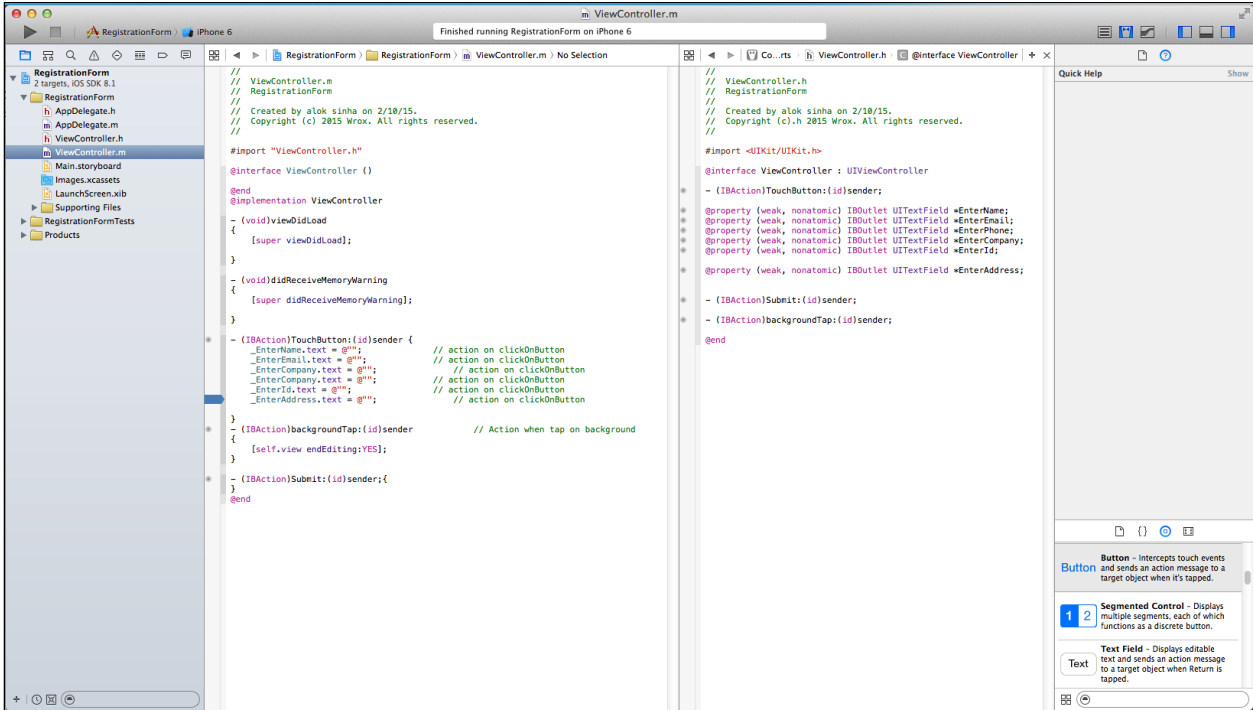 ViewController.m
RegistrationForm
iPhone 6
Finished running RegistrationForm on iPhone 6
RegistrationForm
2 targets, iOS SDK 8.1
RegistrationForm
h AppDelegate.h
m AppDelegate.m
h ViewController.h
m ViewController.m
Main.storyboard
Images.xcassets
LaunchScreen.xib
Supporting Files
RegistrationFormTests
Products
RegistrationForm RegistrationForm m ViewController.m No Selection
//
// ViewController.m
// RegistrationForm
//
// Created by alok sinha on 2/10/15.
// Copyright (c) 2015 Wrox. All rights reserved.
//
#import "ViewController.h"
@interface ViewController ()
@end
@implementation ViewController
- (void)viewDidLoad
{
[super viewDidLoad];
}
- (void)didReceiveMemoryWarning
{
[super didReceiveMemoryWarning];
}
- (IBAction)TouchButton:(id)sender {
_EnterName.text = @""; // action on clickOnButton
_EnterEmail.text = @""; // action on clickOnButton
_EnterCompany.text = @""; // action on clickOnButton
_EnterCompany.text = @""; // action on clickOnButton
_EnterId.text = @""; // action on clickOnButton
_EnterAddress.text = @""; // action on clickOnButton
}
- (IBAction)backgroundTap:(id)sender // Action when tap on background
{
[self.view endEditing:YES];
}
- (IBAction)Submit:(id)sender;{
}
@end
Co...rts h ViewController.h C @interface ViewController
//
// ViewController.h
// RegistrationForm
//
// Created by alok sinha on 2/10/15.
// Copyright (c).h 2015 Wrox. All rights reserved.
//
#import <UIKit/UIKit.h>
@interface ViewController : UIViewController
- (IBAction)TouchButton:(id)sender;
@property (weak, nonatomic) IBOutlet UITextField *EnterName;
@property (weak, nonatomic) IBOutlet UITextField *EnterEmail;
@property (weak, nonatomic) IBOutlet UITextField *EnterPhone;
@property (weak, nonatomic) IBOutlet UITextField *EnterCompany;
@property (weak, nonatomic) IBOutlet UITextField *EnterId;
@property (weak, nonatomic) IBOutlet UITextField *EnterAddress;
- (IBAction)Submit:(id)sender;
- (IBAction)backgroundTap:(id)sender;
@end
Quick Help Show
Button
Button - Intercepts touch events
and sends an action message to a
target object when it's tapped.
1 2
Segmented Control - Displays
multiple segments, each of which
functions as a discrete button.
Text
Text Field - Displays editable
text and sends an action message
to a target object when Return is
tapped.